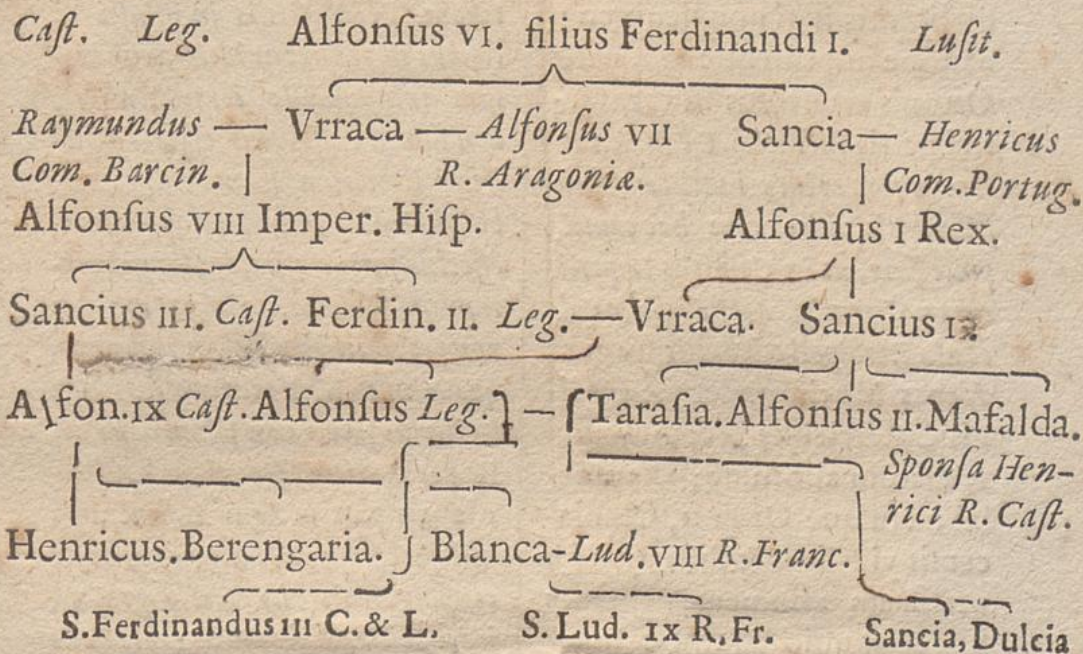 Caſt. Leg. Alfonſus VI. filius Ferdinandi I. Luſit.
Raymundus — Vrraca — Alfonſus VII Sancia — Henricus
Com. Barcin. R. Aragoniæ. Com. Portug.
Alfonſus VIII Imper. Hiſp. Alfonſus I Rex.
Sancius III. Caſt. Ferdin. II. Leg. — Vrraca. Sancius I
Alfon. IX Caſt. Alfonſus Leg. — Taraſia. Alfonſus II. Mafalda.
Sponſa Hen-
rici R. Caſt.
Henricus. Berengaria. Blanca - Lud. VIII R. Franc.
S. Ferdinandus III C. & L. S. Lud. IX R. Fr. Sancia, Dulcia